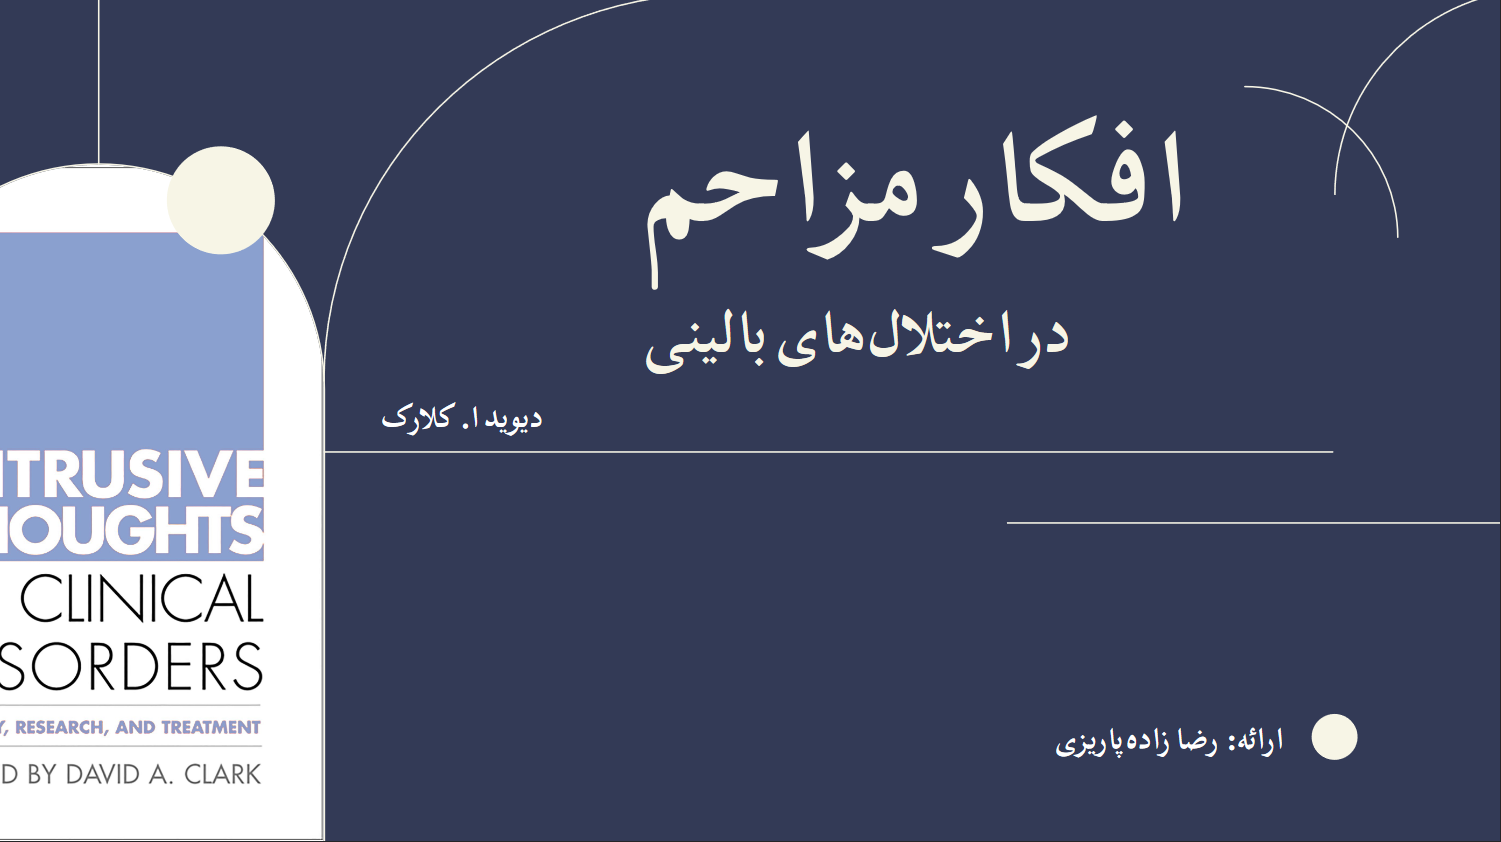 افکار مزاحم
در اختلال‌های بالینی
دیوید ا. کلارک
ارائه: رضا زاده‌پاریزی
TRUSIVE
HOUGHTS
CLINICAL
SORDERS
Y, RESEARCH, AND TREATMENT
D BY DAVID A. CLARK